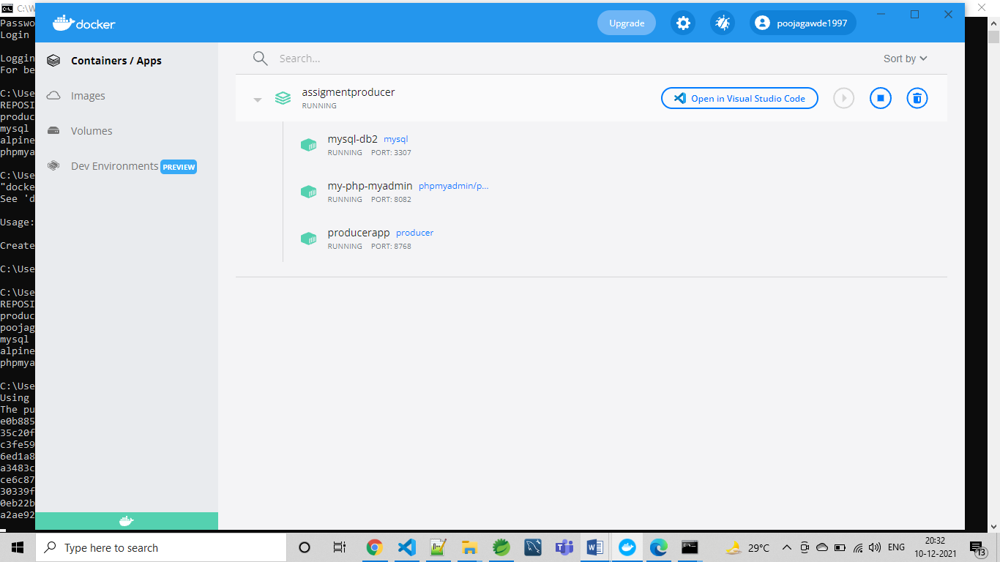 C:\W
docker
Upgrade
poojagawde1997
Passwo
Login
Loggin
For be
C:\Use
REPOSI
produc
mysql
alpine
phpmya
C:\Use
"docke
See 'd
Usage:
Create
C:\Use
C:\Use
REPOSI
produc
poojag
mysql
alpine
phpmya
C:\Use
Using
The pu
e0b885
35c20f
c3fe59
6ed1a8
a3483c
ce6c87
30339f
0eb22b
a2ae92
Containers / Apps
Images
Volumes
Dev Environments PREVIEW
Search...
Sort by
assigmentproducer
RUNNING
Open in Visual Studio Code
mysql-db2 mysql
RUNNING PORT: 3307
my-php-myadmin phpmyadmin/p...
RUNNING PORT: 8082
producerapp producer
RUNNING PORT: 8768
Type here to search
29°C
ENG
20:32
10-12-2021
13